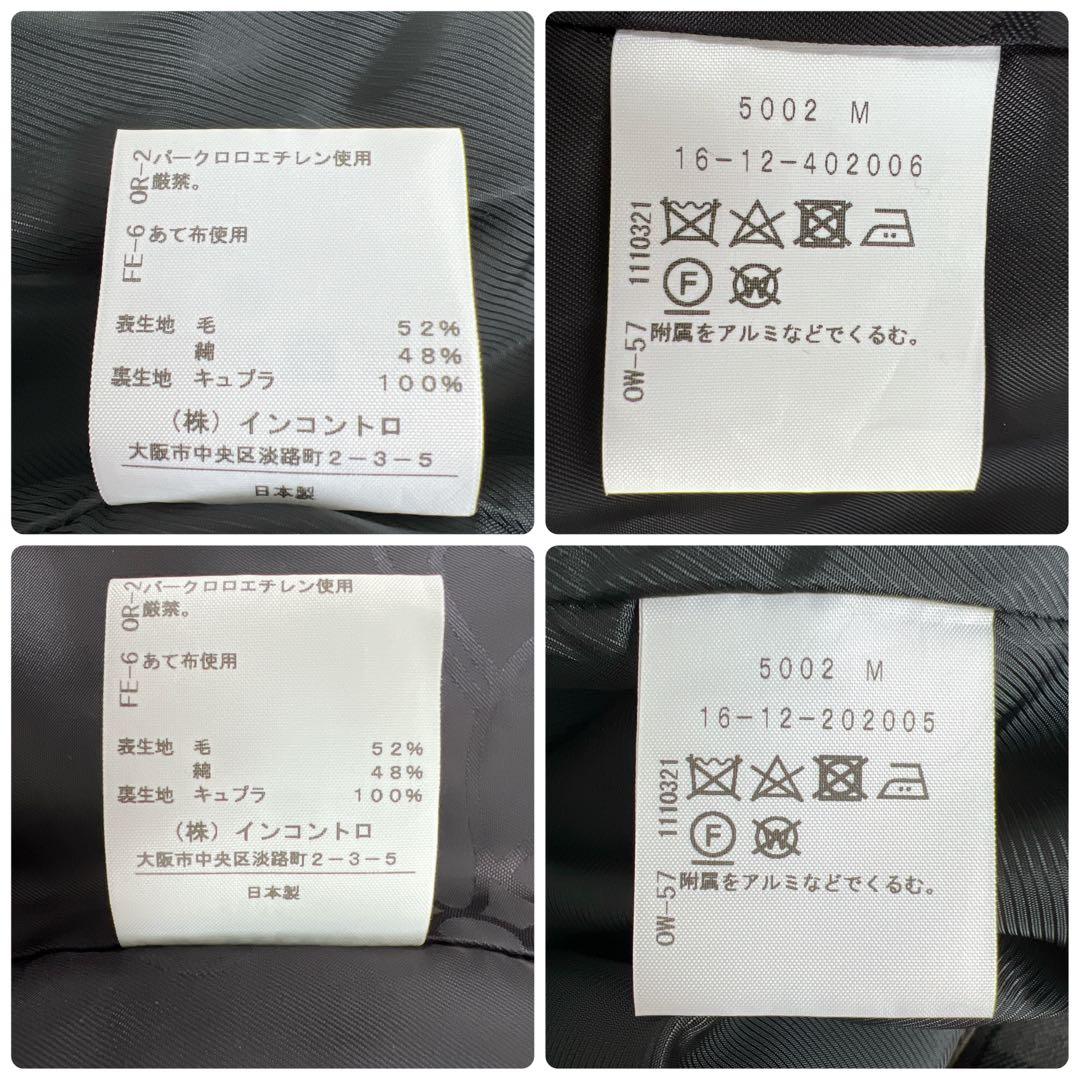 OR-2 パークロロエチレン使用
厳禁。
FE-6 あて布使用
表生地 毛 52%
綿 48%
裏生地 キュプラ 100%
(株)インコントロ
大阪市中央区淡路町2-3-5
日本製
5002 M
16-12-402006
1110321
F W
OW-57 附属をアルミなどでくるむ。
OR-2 パークロロエチレン使用
厳禁。
FE-6 あて布使用
表生地 毛 52%
綿 48%
裏生地 キュプラ 100%
(株)インコントロ
大阪市中央区淡路町2-3-5
日本製
5002 M
16-12-202005
1110321
F W
OW-57 附属をアルミなどでくるむ。